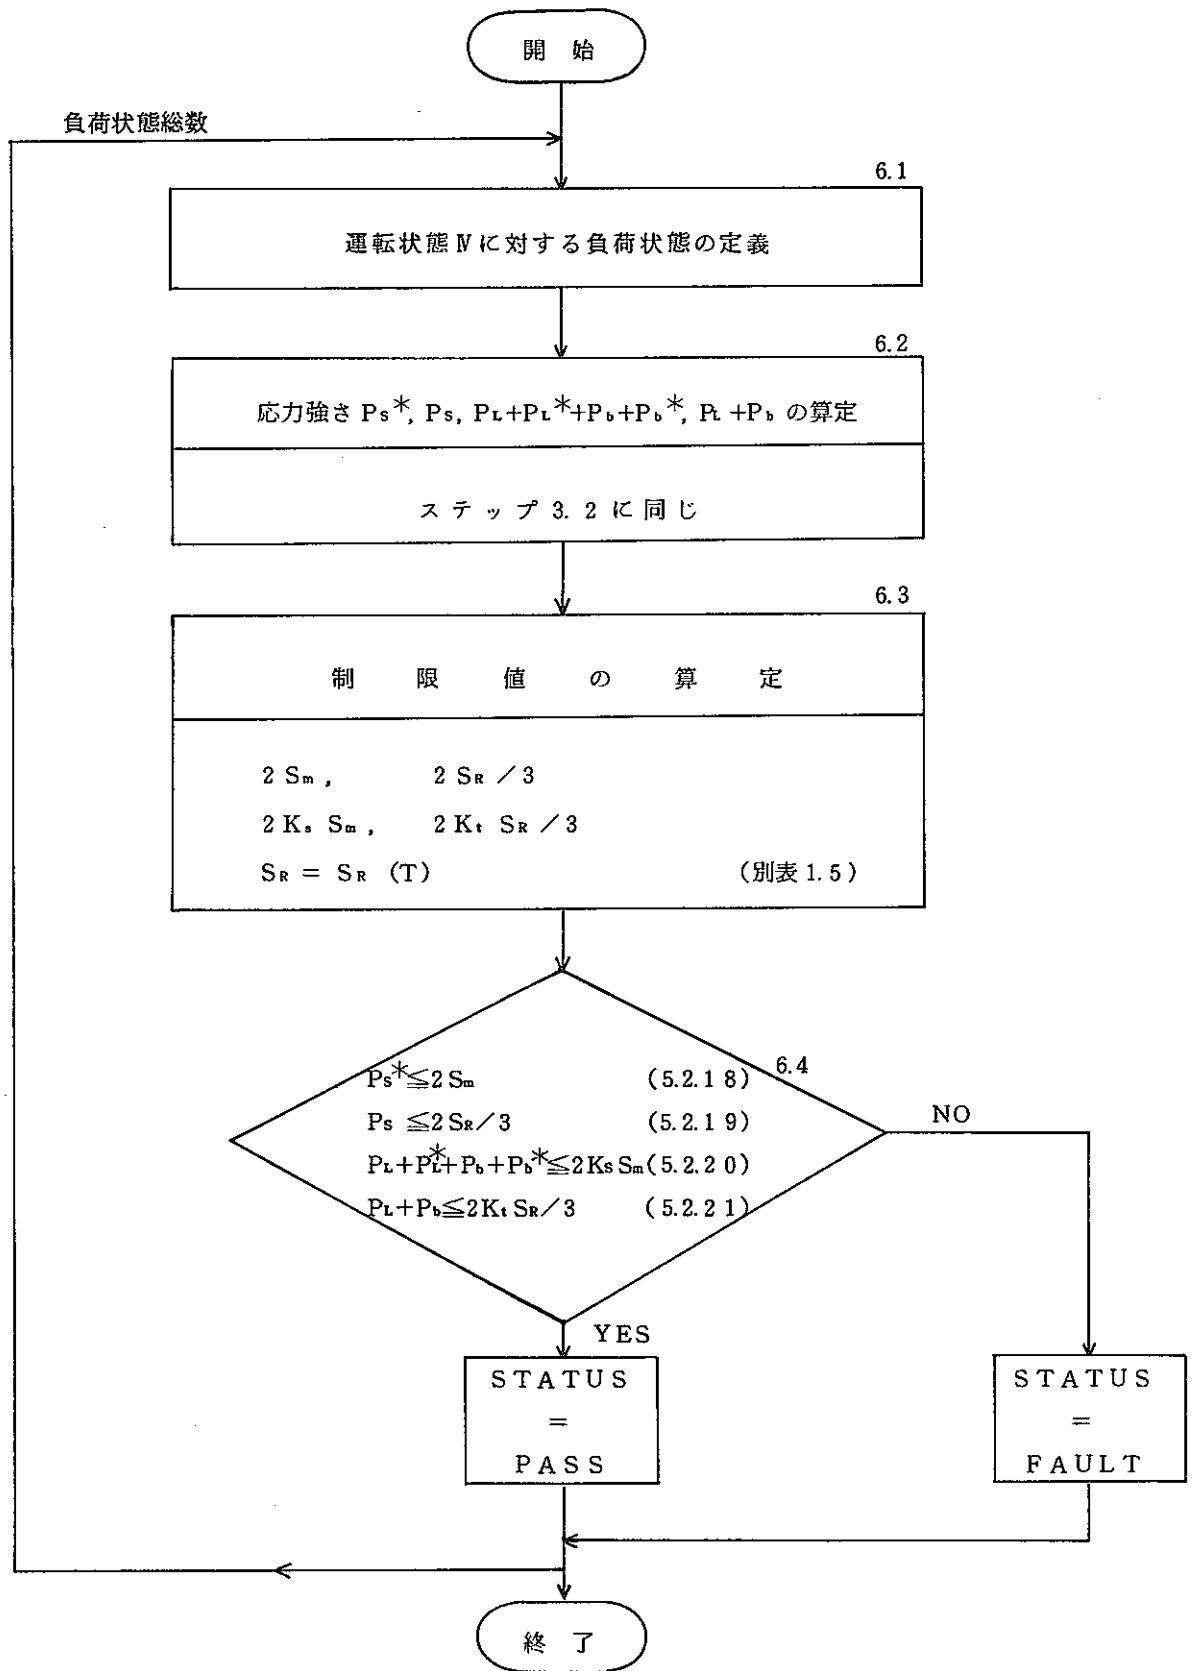 開 始
負荷状態総数
6.1
運転状態Ⅳに対する負荷状態の定義
6.2
応力強さ Ps*, Ps, PL+PL*+Pb+Pb*, PL+Pb の算定
ステップ 3.2 に同じ
6.3
制 限 値 の 算 定
2 Sm , 2 SR / 3
2 Ks Sm , 2 Kt SR / 3
SR = SR (T) (別表 1.5)
6.4
Ps*≦2 Sm (5.2.18)
Ps ≦2 SR/3 (5.2.19)
PL+PL*+Pb+Pb*≦2Ks Sm (5.2.20)
PL+Pb≦2Kt SR/3 (5.2.21)
NO
YES
STATUS
=
PASS
STATUS
=
FAULT
終 了